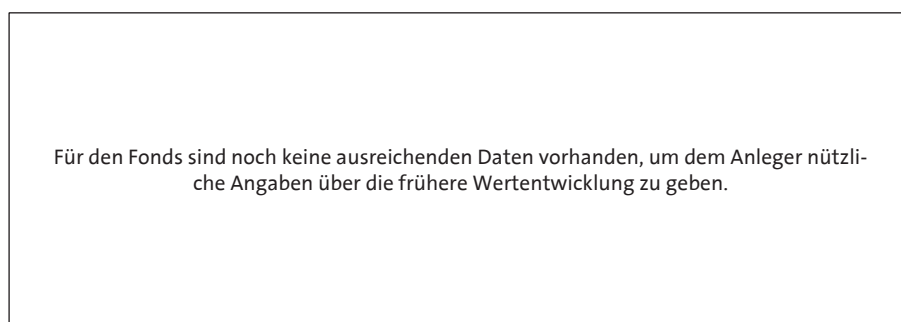 Für den Fonds sind noch keine ausreichenden Daten vorhanden, um dem Anleger nützli-
che Angaben über die frühere Wertentwicklung zu geben.